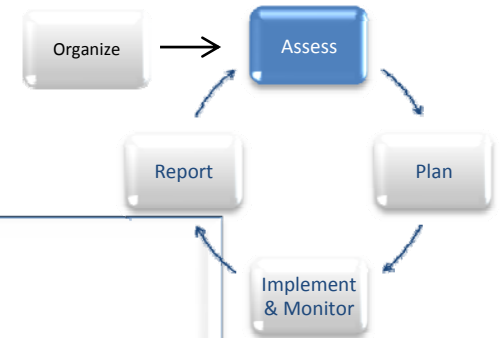 Organize
Assess
Report
Plan
Implement
& Monitor